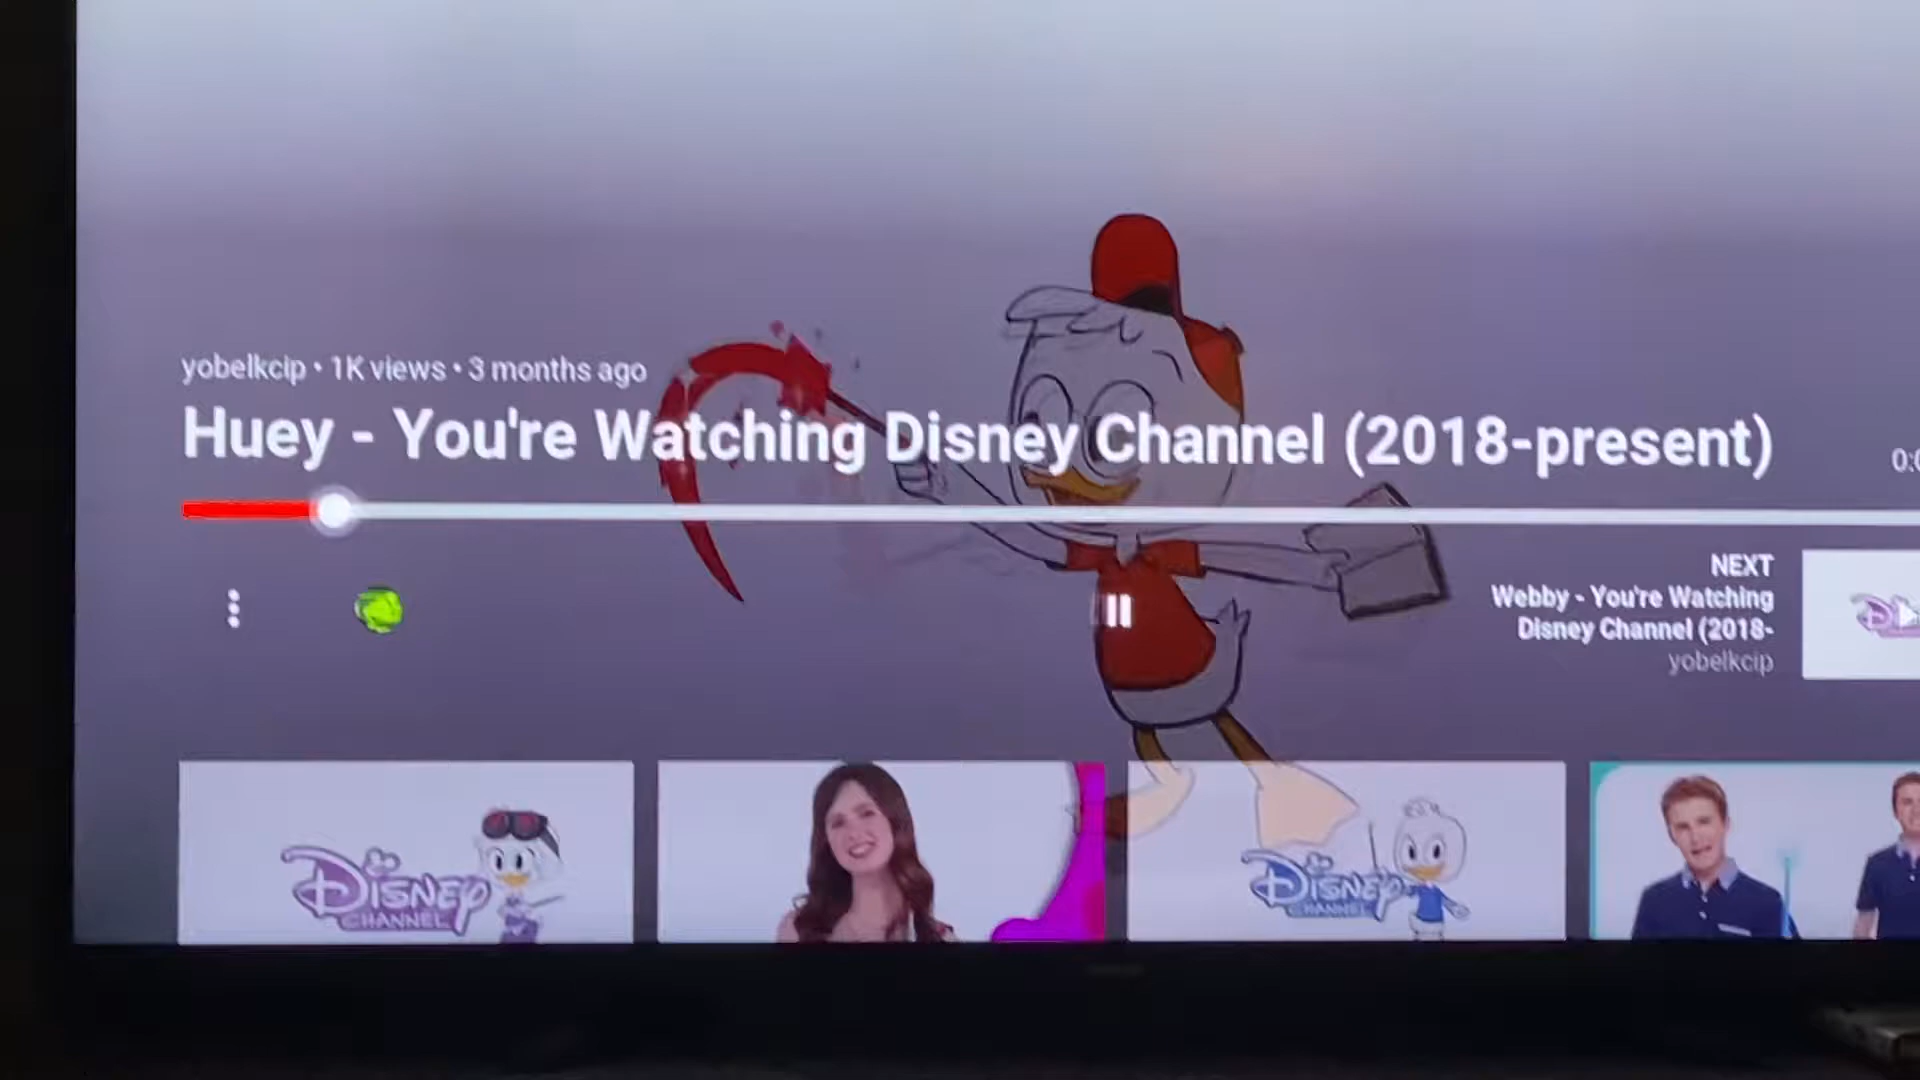 yobelkcip • 1K views • 3 months ago
Huey - You're Watching Disney Channel (2018-present)
NEXT
Webby - You're Watching
Disney Channel (2018-
yobelkcip
DISNEY
CHANNEL
DISNEY
CHANNEL